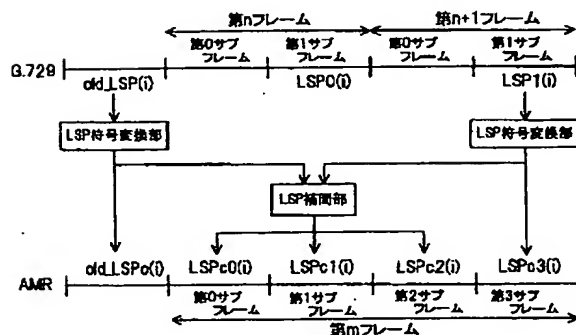 第nフレーム 第n+1フレーム
第0サブ フレーム 第1サブ フレーム 第0サブ フレーム 第1サブ フレーム
G.729 old_LSP(i) LSP0(i) LSP1(i)
LSP符号変換部 LSP符号変換部
LSP補間部
old_LSPc(i) LSPc0(i) LSPc1(i) LSPc2(i) LSPc3(i)
AMR
第0サブ フレーム 第1サブ フレーム 第2サブ フレーム 第3サブ フレーム
第mフレーム